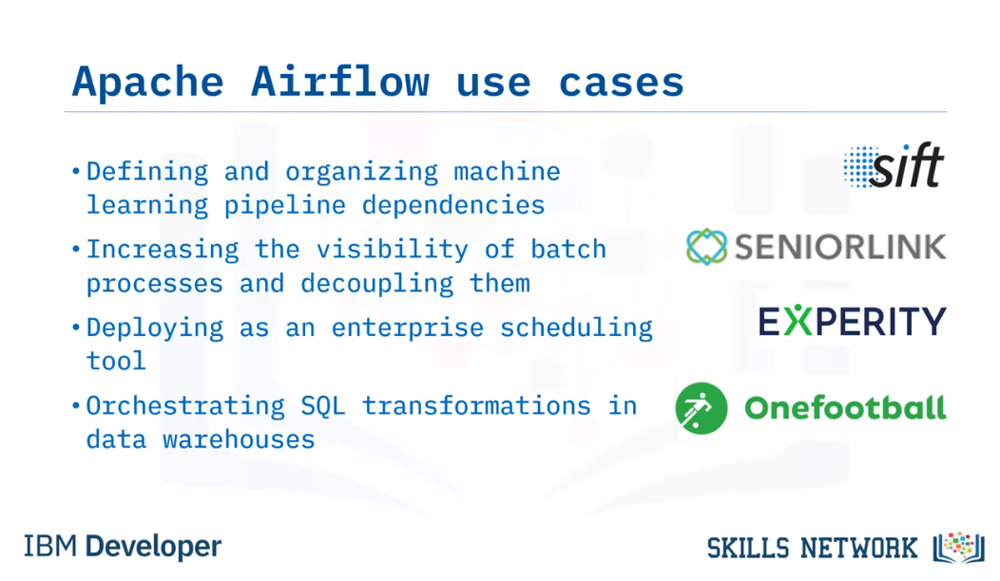 Apache Airflow use cases
• Defining and organizing machine
learning pipeline dependencies
sift
• Increasing the visibility of batch
processes and decoupling them
SENIORLINK
• Deploying as an enterprise scheduling
tool
EXPERITY
• Orchestrating SQL transformations in
data warehouses
Onefootball
IBM Developer
SKILLS NETWORK